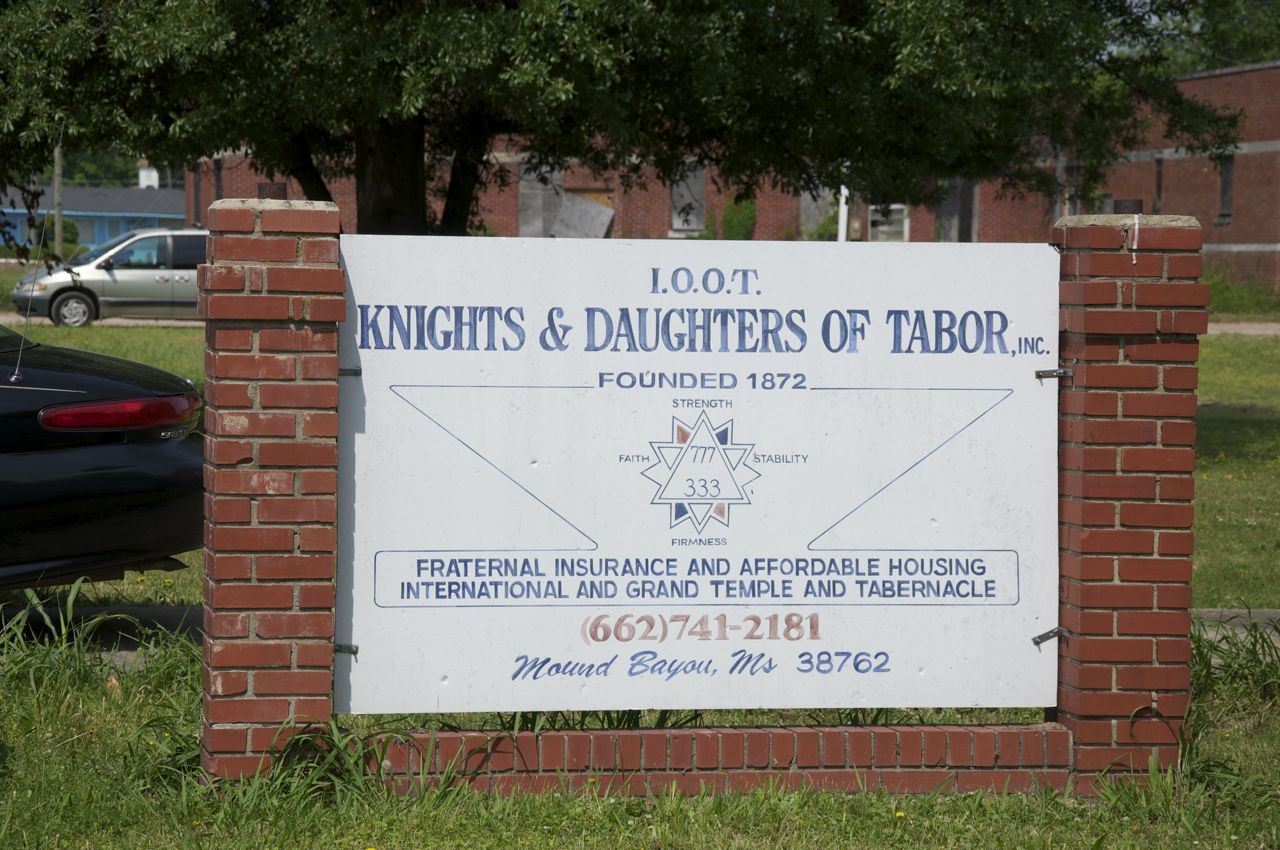 I.O.O.T.
KNIGHTS & DAUGHTERS OF TABOR, INC.
FOUNDED 1872
STRENGTH
FAITH 777 STABILITY
333
FIRMNESS
FRATERNAL INSURANCE AND AFFORDABLE HOUSING
INTERNATIONAL AND GRAND TEMPLE AND TABERNACLE
(662)741-2181
Mound Bayou, Ms 38762